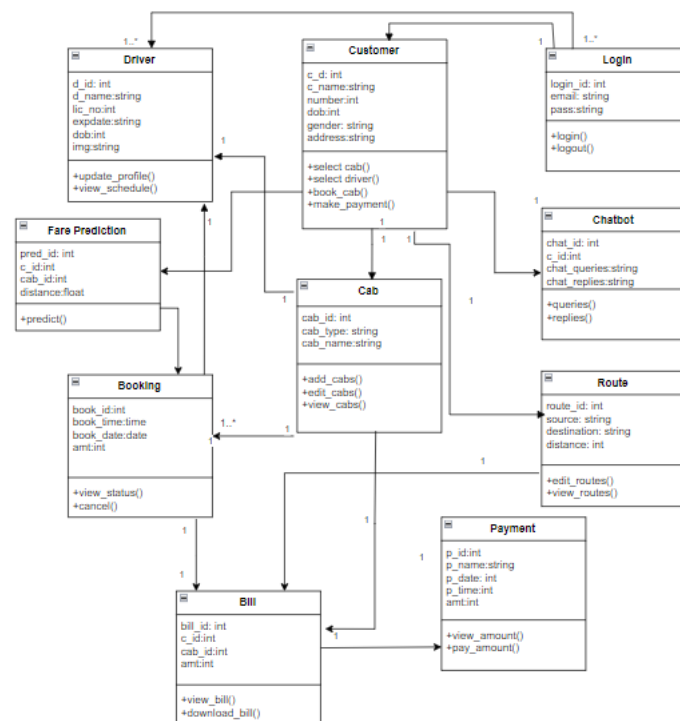 1..*
1
1..*
Driver
d_id: int
d_name:string
lic_no:int
expdate:string
dob:int
img:string
+update_profile()
+view_schedule()
Customer
c_d: int
c_name:string
number:int
dob:int
gender: string
address:string
+select cab()
+select driver()
+book_cab()
+make_payment()
Login
login_id: int
email: string
pass:string
+login()
+logout()
1
1
1
1
1
1
Fare Prediction
pred_id: int
c_id:int
cab_id:int
distance:float
+predict()
Chatbot
chat_id: int
c_id:int
chat_queries:string
chat_replies:string
+queries()
+replies()
1
1
Cab
cab_id: int
cab_type: string
cab_name:string
+add_cabs()
+edit_cabs()
+view_cabs()
Booking
book_id:int
book_time:time
book_date:date
amt:int
+view_status()
+cancel()
Route
route_id: int
source: string
destination: string
distance: int
+edit_routes()
+view_routes()
1..*
1
1
1
1
1
1
1
Payment
p_id:int
p_name:string
p_date: int
p_time:int
amt:int
+view_amount()
+pay_amount()
Bill
bill_id: int
c_id:int
cab_id:int
amt:int
+view_bill()
+download_bill()
1